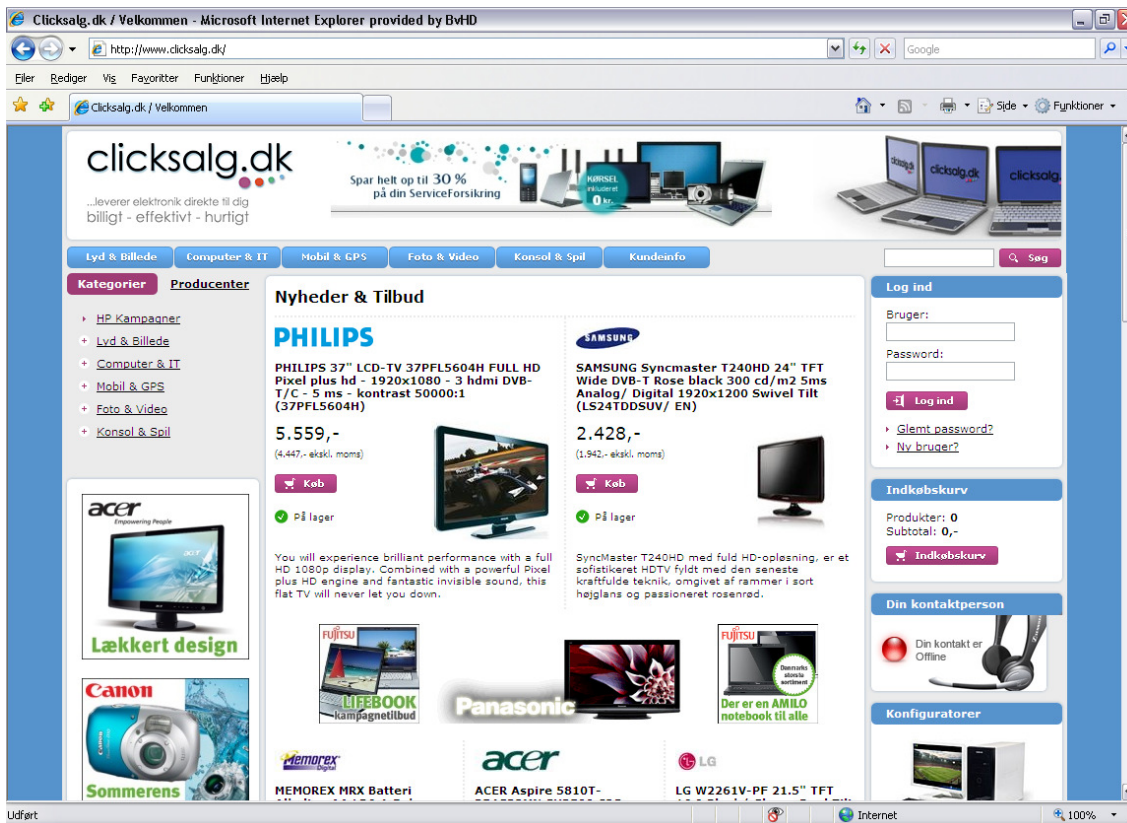 Clicksalg.dk / Velkommen - Microsoft Internet Explorer provided by BvHD
http://www.clicksalg.dk/
Google
Filer Rediger Vis Favoritter Funktioner Hjælp
Clicksalg.dk / Velkommen
Side Funktioner
clicksalg.dk
...leverer elektronik direkte til dig
billigt - effektivt - hurtigt
Spar helt op til 30 %
på din ServiceForsikring
KØRSEL
inkluderet
0 kr.
clicksalg.dk
clicksalg.dk
clicksalg.dk
Lyd & Billede Computer & IT Mobil & GPS Foto & Video Konsol & Spil Kundeinfo
Søg
Kategorier Producenter
HP Kampagner
Lyd & Billede
Computer & IT
Mobil & GPS
Foto & Video
Konsol & Spil
acer
Empowering People
acer
Lækkert design
Canon
Sommerens
Nyheder & Tilbud
PHILIPS
PHILIPS 37" LCD-TV 37PFL5604H FULL HD
Pixel plus hd - 1920x1080 - 3 hdmi DVB-
T/C - 5 ms - kontrast 50000:1
(37PFL5604H)
5.559,-
(4.447,- ekskl. moms)
Køb
På lager
You will experience brilliant performance with a full
HD 1080p display. Combined with a powerful Pixel
plus HD engine and fantastic invisible sound, this
flat TV will never let you down.
SAMSUNG
SAMSUNG Syncmaster T240HD 24" TFT
Wide DVB-T Rose black 300 cd/m2 5ms
Analog/ Digital 1920x1200 Swivel Tilt
(LS24TDDSUV/ EN)
2.428,-
(1.942,- ekskl. moms)
Køb
På lager
SyncMaster T240HD med fuld HD-opløsning, er et
sofistikeret HDTV fyldt med den seneste
kraftfulde teknik, omgivet af rammer i sort
højglans og passioneret rosenrød.
FUJITSU
LIFEBOOK
kampagnetilbud
Panasonic
FUJITSU
Danmarks
største
sortiment
Der er en AMILO
notebook til alle
MEMOREX
Digital
MEMOREX MRX Batteri
acer
ACER Aspire 5810T-
LG
LG W2261V-PF 21.5" TFT
Log ind
Bruger:
Password:
Log ind
Glemt password?
Ny bruger?
Indkøbskurv
Produkter: 0
Subtotal: 0,-
Indkøbskurv
Din kontaktperson
Din kontakt er
Offline
Konfiguratorer
Udført
Internet
100%